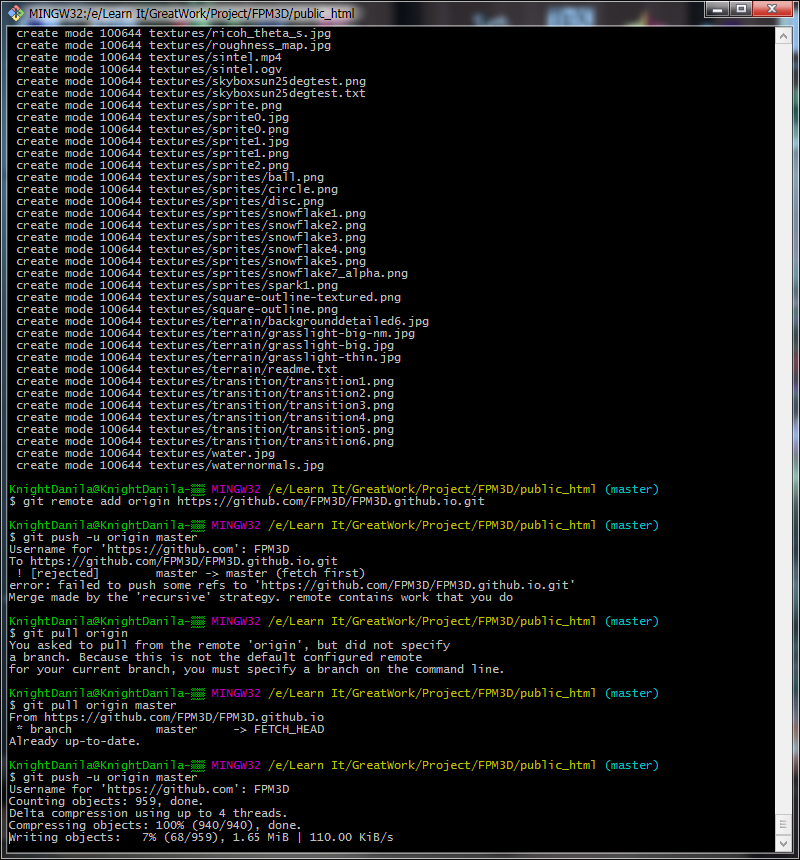 MINGW32:/e/Learn It/GreatWork/Project/FPM3D/public_html
create mode 100644 textures/ricoh_theta_s.jpg
create mode 100644 textures/roughness_map.jpg
create mode 100644 textures/sintel.mp4
create mode 100644 textures/sintel.ogv
create mode 100644 textures/skyboxsun25degtest.png
create mode 100644 textures/skyboxsun25degtest.txt
create mode 100644 textures/sprite.png
create mode 100644 textures/sprite0.jpg
create mode 100644 textures/sprite0.png
create mode 100644 textures/sprite1.jpg
create mode 100644 textures/sprite1.png
create mode 100644 textures/sprite2.png
create mode 100644 textures/sprites/ball.png
create mode 100644 textures/sprites/circle.png
create mode 100644 textures/sprites/disc.png
create mode 100644 textures/sprites/snowflake1.png
create mode 100644 textures/sprites/snowflake2.png
create mode 100644 textures/sprites/snowflake3.png
create mode 100644 textures/sprites/snowflake4.png
create mode 100644 textures/sprites/snowflake5.png
create mode 100644 textures/sprites/snowflake7_alpha.png
create mode 100644 textures/sprites/spark1.png
create mode 100644 textures/square-outline-textured.png
create mode 100644 textures/square-outline.png
create mode 100644 textures/terrain/backgrounddetailed6.jpg
create mode 100644 textures/terrain/grasslight-big-nm.jpg
create mode 100644 textures/terrain/grasslight-big.jpg
create mode 100644 textures/terrain/grasslight-thin.jpg
create mode 100644 textures/terrain/readme.txt
create mode 100644 textures/transition/transition1.png
create mode 100644 textures/transition/transition2.png
create mode 100644 textures/transition/transition3.png
create mode 100644 textures/transition/transition4.png
create mode 100644 textures/transition/transition5.png
create mode 100644 textures/transition/transition6.png
create mode 100644 textures/water.jpg
create mode 100644 textures/waternormals.jpg
KnightDanila@KnightDanila-▒▒ MINGW32 /e/Learn It/GreatWork/Project/FPM3D/public_html (master)
$ git remote add origin https://github.com/FPM3D/FPM3D.github.io.git
KnightDanila@KnightDanila-▒▒ MINGW32 /e/Learn It/GreatWork/Project/FPM3D/public_html (master)
$ git push -u origin master
Username for 'https://github.com': FPM3D
To https://github.com/FPM3D/FPM3D.github.io.git
! [rejected] master -> master (fetch first)
error: failed to push some refs to 'https://github.com/FPM3D/FPM3D.github.io.git'
Merge made by the 'recursive' strategy. remote contains work that you do
KnightDanila@KnightDanila-▒▒ MINGW32 /e/Learn It/GreatWork/Project/FPM3D/public_html (master)
$ git pull origin
You asked to pull from the remote 'origin', but did not specify
a branch. Because this is not the default configured remote
for your current branch, you must specify a branch on the command line.
KnightDanila@KnightDanila-▒▒ MINGW32 /e/Learn It/GreatWork/Project/FPM3D/public_html (master)
$ git pull origin master
From https://github.com/FPM3D/FPM3D.github.io
* branch master -> FETCH_HEAD
Already up-to-date.
KnightDanila@KnightDanila-▒▒ MINGW32 /e/Learn It/GreatWork/Project/FPM3D/public_html (master)
$ git push -u origin master
Username for 'https://github.com': FPM3D
Counting objects: 959, done.
Delta compression using up to 4 threads.
Compressing objects: 100% (940/940), done.
Writing objects: 7% (68/959), 1.65 MiB | 110.00 KiB/s